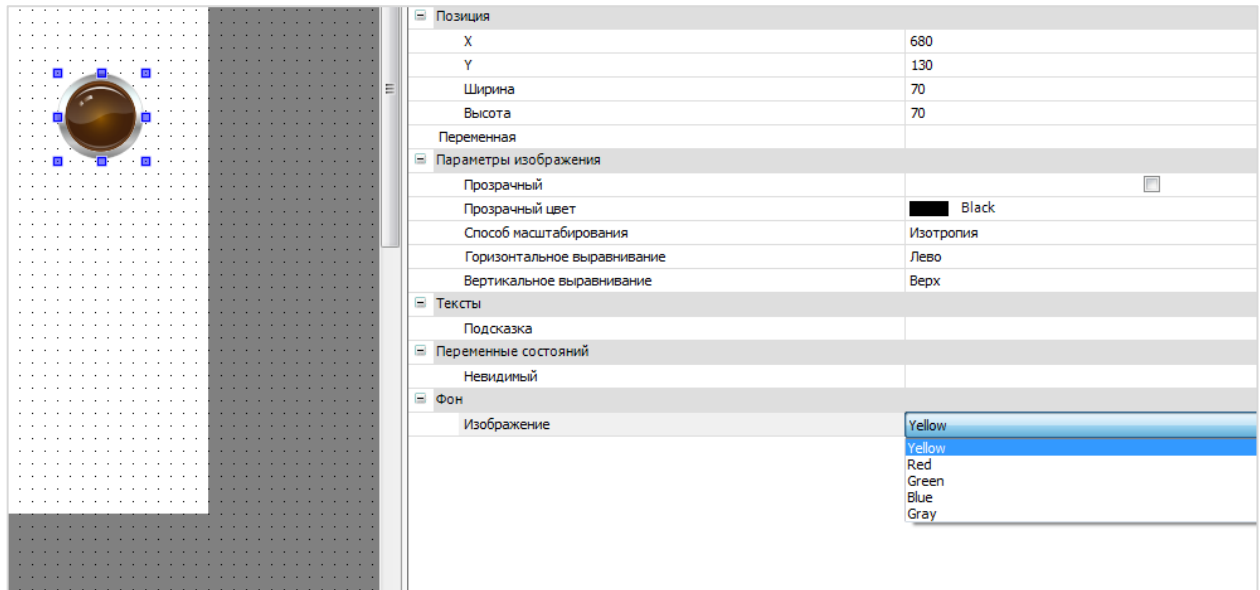 Позиция
X 680
Y 130
Ширина 70
Высота 70
Переменная
Параметры изображения
Прозрачный
Прозрачный цвет Black
Способ масштабирования Изотропия
Горизонтальное выравнивание Лево
Вертикальное выравнивание Верх
Тексты
Подсказка
Переменные состояний
Невидимый
Фон
Изображение Yellow
Yellow
Red
Green
Blue
Gray